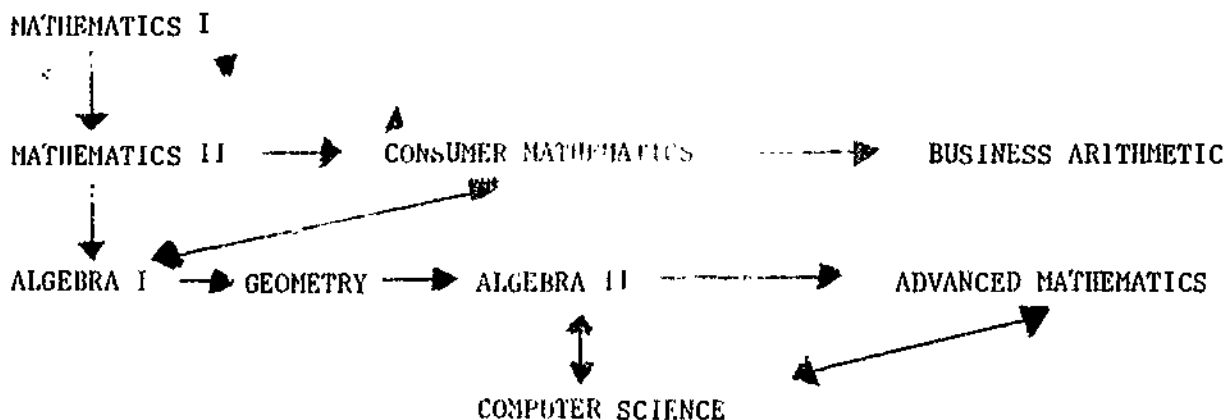 MATHEMATICS I
MATHEMATICS II CONSUMER MATHEMATICS BUSINESS ARITHMETIC
ALGEBRA I GEOMETRY ALGEBRA II ADVANCED MATHEMATICS
COMPUTER SCIENCE